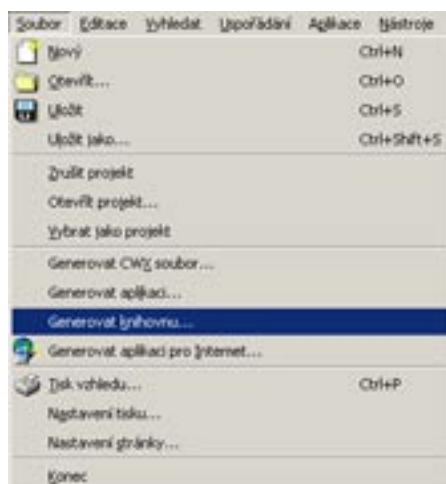 Soubor Editace Vyhledat Uspořádání Aplikace Nástroje
Nový Ctrl+N
Otevřít... Ctrl+O
Uložit Ctrl+S
Uložit jako... Ctrl+Shift+S
Zrušit projekt
Otevřít projekt...
Vybrat jako projekt
Generovat CWX soubor...
Generovat aplikaci...
Generovat knihovnu...
Generovat aplikaci pro Internet...
Tisk vzhledu... Ctrl+P
Nastavení tisku...
Nastavení stránky...
Konec